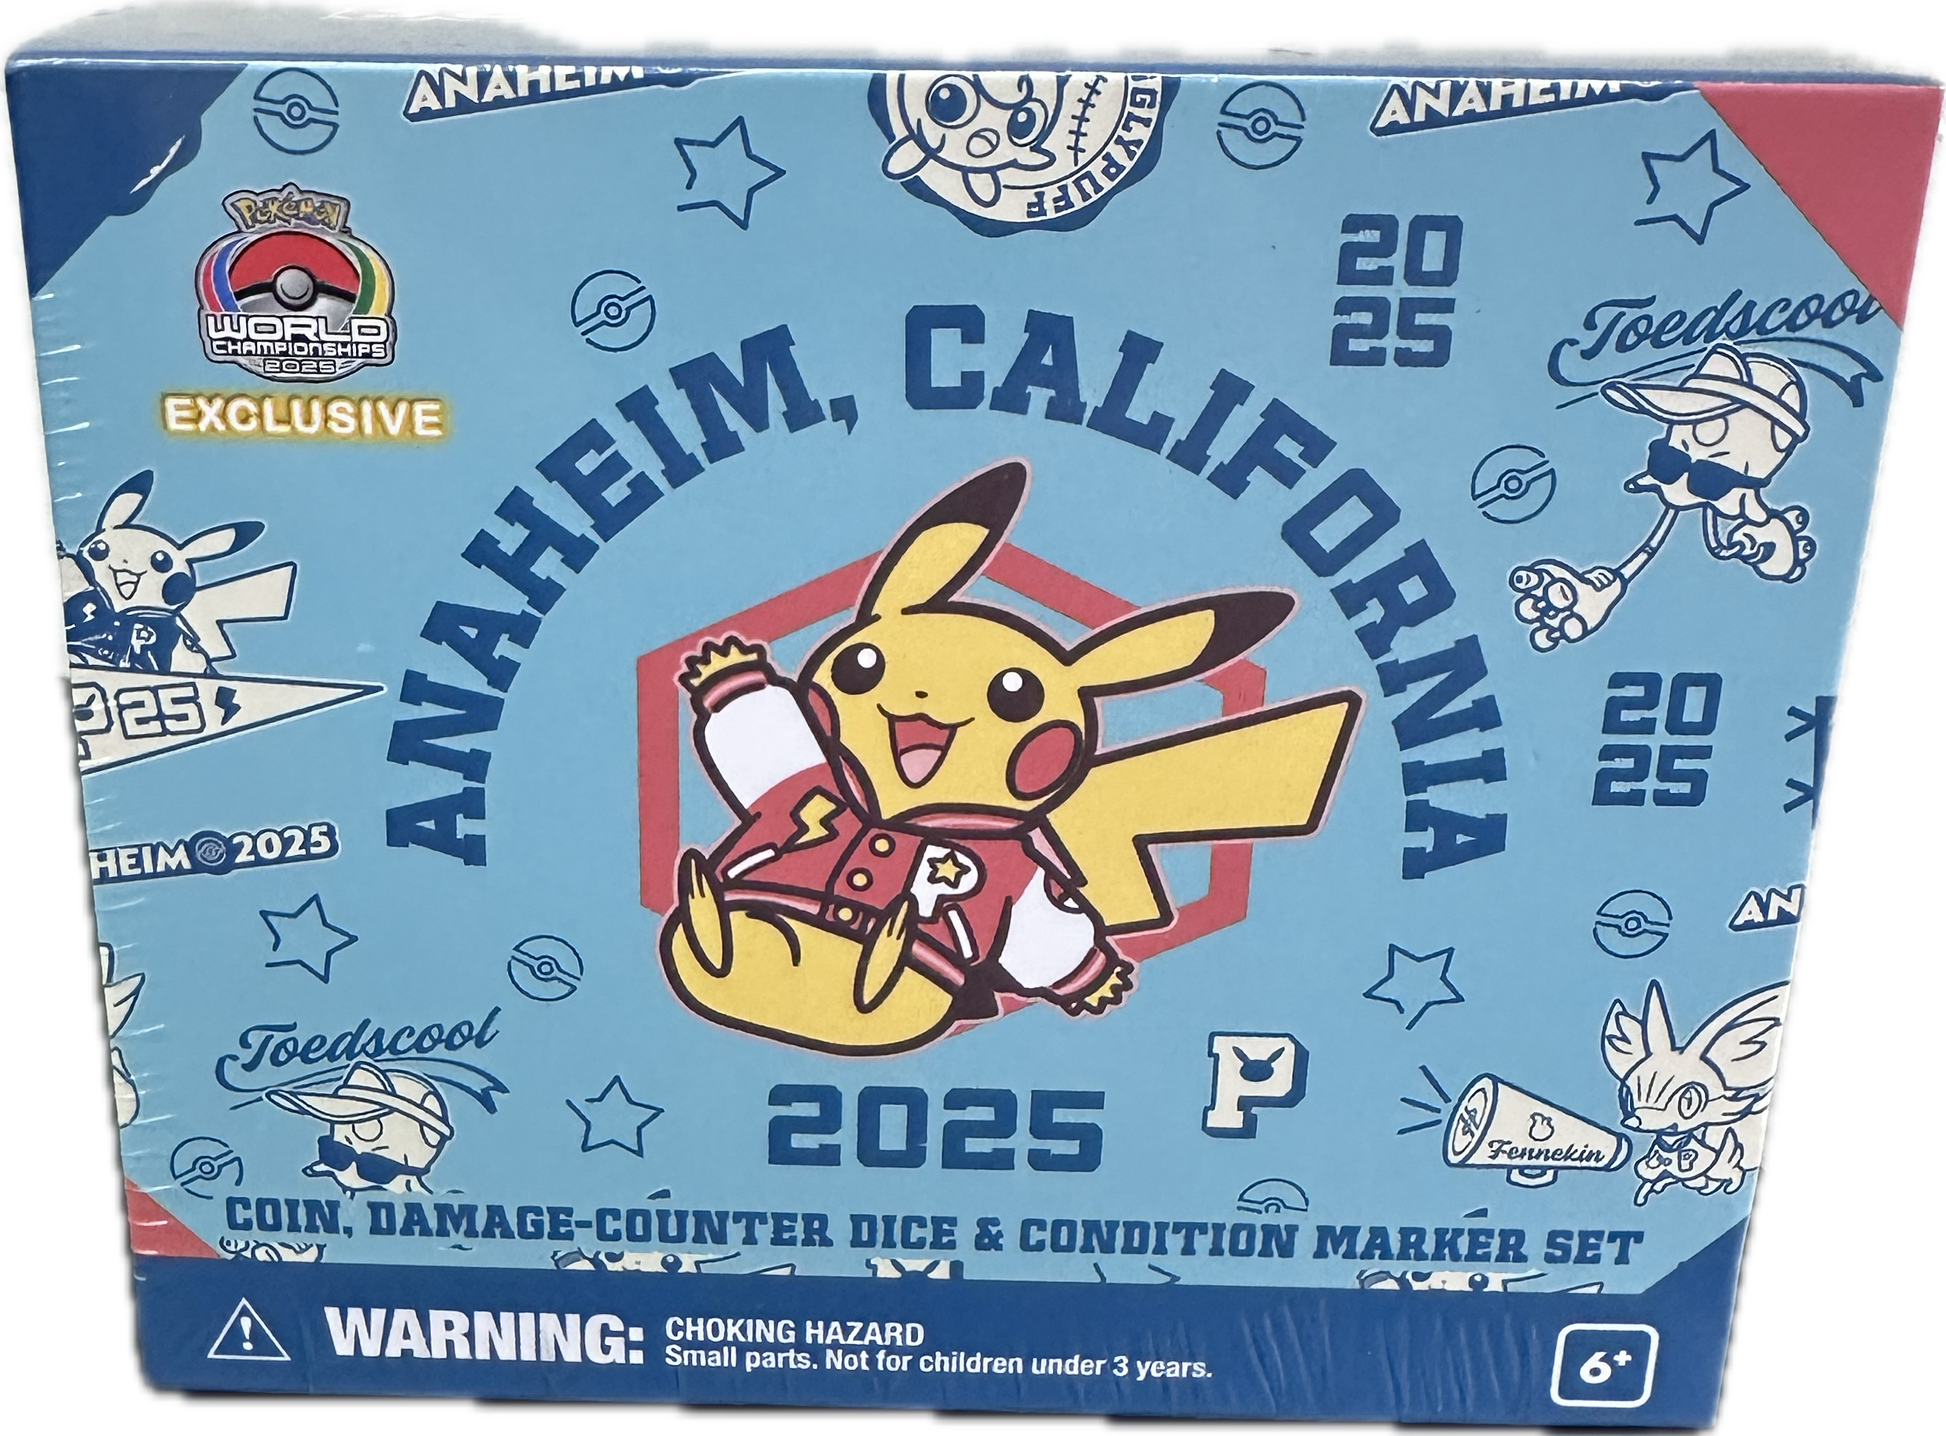 ANAHEIM
GLYPUFF
ANAHEIM
Pokémon
WORLD
CHAMPIONSHIPS
2025
EXCLUSIVE
20
25
Toedscool
ANAHEIM, CALIFORNIA
P
P 25
20
25
HEIM 2025
P
AN
Toedscool
2025
P
Fennekin
COIN, DAMAGE-COUNTER DICE & CONDITION MARKER SET
WARNING: CHOKING HAZARD
Small parts. Not for children under 3 years.
6+